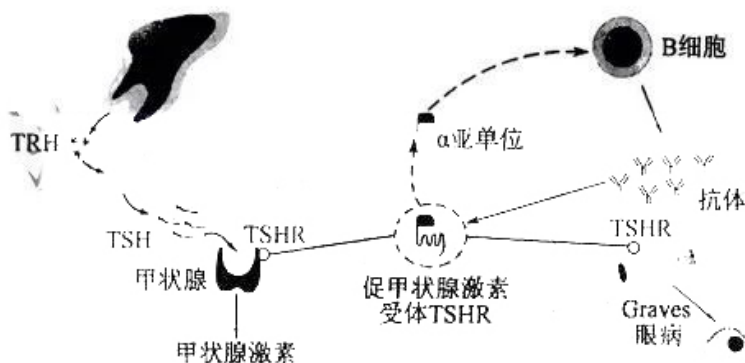 B细胞
TRH
α亚单位
抗体
TSH
TSHR
TSHR
甲状腺
促甲状腺激素
受体TSHR
Graves
眼病
甲状腺激素